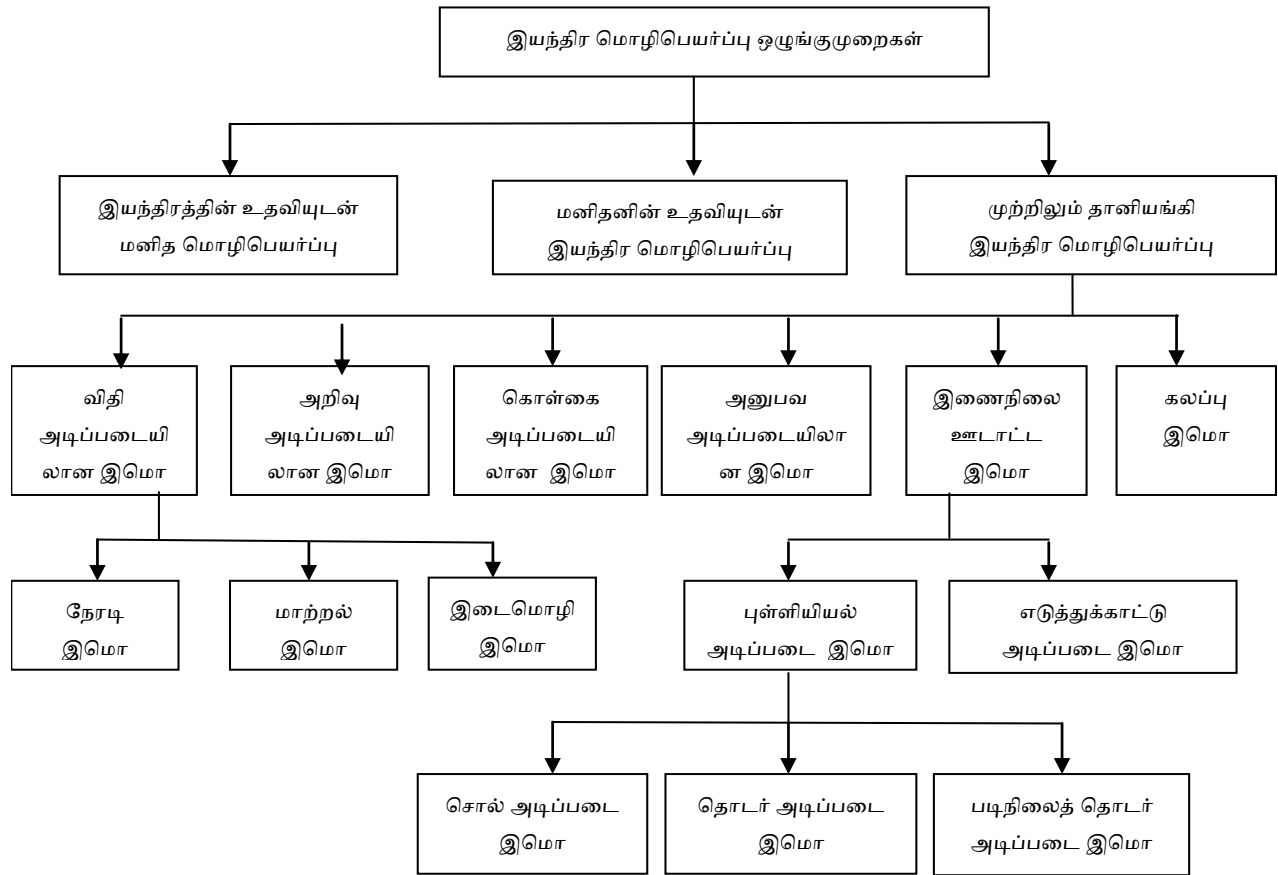 இயந்திர மொழிபெயர்ப்பு ஒழுங்குமுறைகள்
இயந்திரத்தின் உதவியுடன்
மனித மொழிபெயர்ப்பு
மனிதனின் உதவியுடன்
இயந்திர மொழிபெயர்ப்பு
முற்றிலும் தானியங்கி
இயந்திர மொழிபெயர்ப்பு
விதி
அடிப்படையி
லான இமொ
அறிவு
அடிப்படையி
லான இமொ
கொள்கை
அடிப்படையி
லான இமொ
அனுபவ
அடிப்படையிலா
ன இமொ
இணைநிலை
ஊடாட்ட
இமொ
கலப்பு
இமொ
நேரடி
இமொ
மாற்றல்
இமொ
இடைமொழி
இமொ
புள்ளியியல்
அடிப்படை இமொ
எடுத்துக்காட்டு
அடிப்படை இமொ
சொல் அடிப்படை
இமொ
தொடர் அடிப்படை
இமொ
படிநிலைத் தொடர்
அடிப்படை இமொ